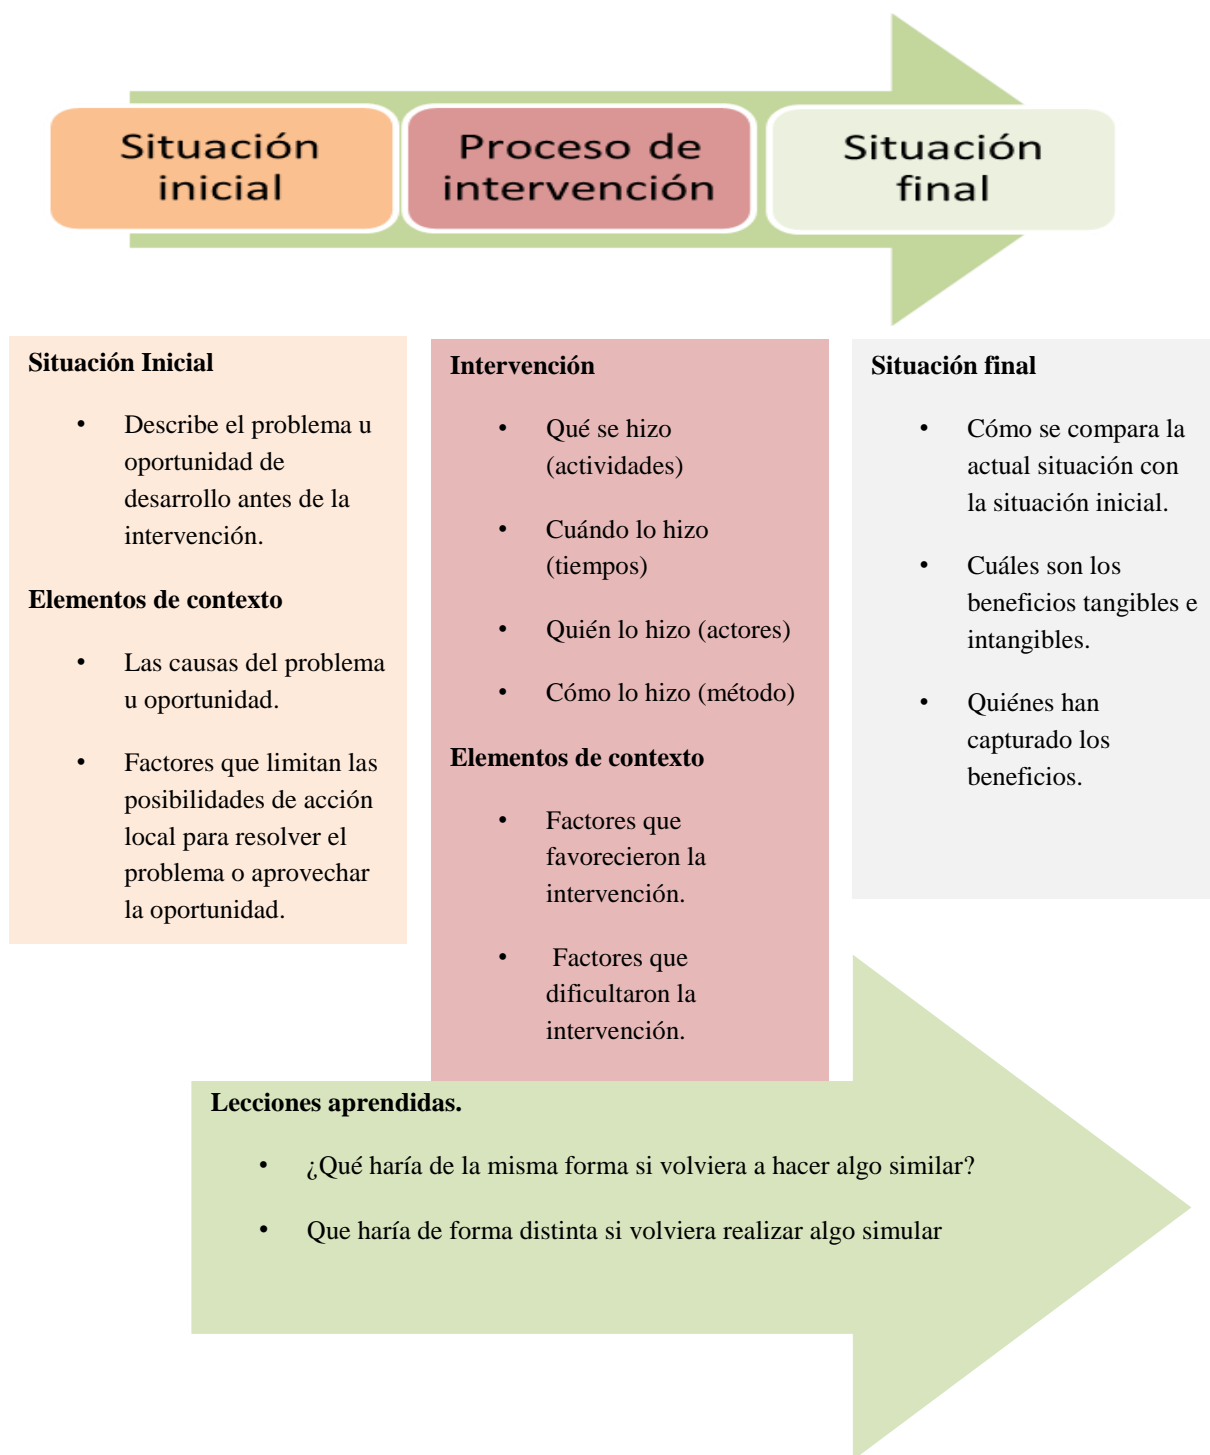 Situación
inicial
Proceso de
intervención
Situación
final
Situación Inicial
• Describe el problema u
oportunidad de
desarrollo antes de la
intervención.
Elementos de contexto
• Las causas del problema
u oportunidad.
• Factores que limitan las
posibilidades de acción
local para resolver el
problema o aprovechar
la oportunidad.
Intervención
• Qué se hizo
(actividades)
• Cuándo lo hizo
(tiempos)
• Quién lo hizo (actores)
• Cómo lo hizo (método)
Elementos de contexto
• Factores que
favorecieron la
intervención.
• Factores que
dificultaron la
intervención.
Situación final
• Cómo se compara la
actual situación con
la situación inicial.
• Cuáles son los
beneficios tangibles e
intangibles.
• Quiénes han
capturado los
beneficios.
Lecciones aprendidas.
• ¿Qué haría de la misma forma si volviera a hacer algo similar?
• Que haría de forma distinta si volviera realizar algo simular